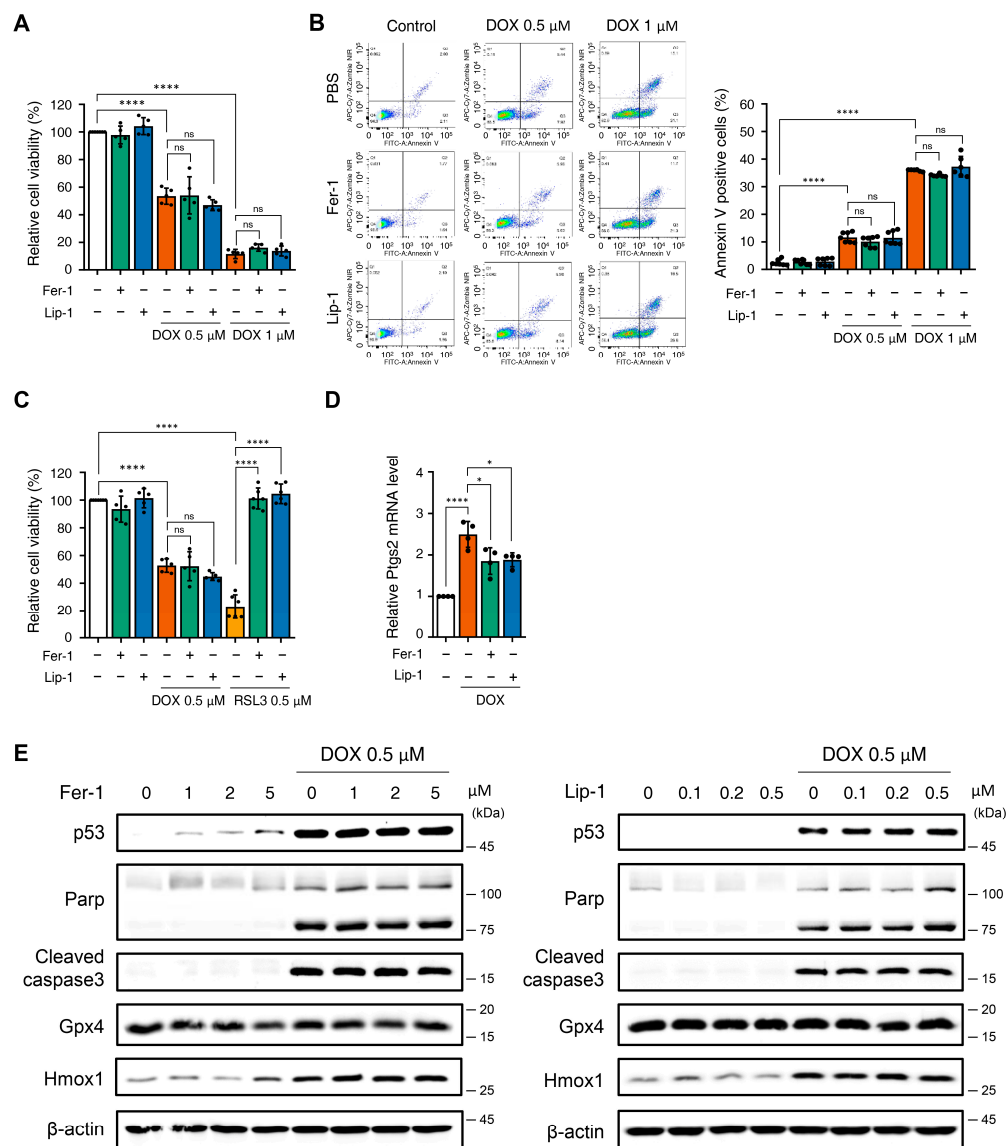 A
Relative cell viability (%)
120
100
80
60
40
20
0
**** ****
ns ns ns ns
Fer-1 – + – – + – – + –
Lip-1 – – + – – + – – +
DOX 0.5 μM DOX 1 μM
B
Control DOX 0.5 μM DOX 1 μM
PBS
Fer-1
Lip-1
APC-Cy7-A:Zombie NIR
FITC-A:Annexin V
Annexin V positive cells (%)
60
50
40
30
20
10
0
**** ****
ns ns ns ns
Fer-1 – + – – + – – + –
Lip-1 – – + – – + – – +
DOX 0.5 μM DOX 1 μM
C
Relative cell viability (%)
120
100
80
60
40
20
0
****
**** **** ****
ns ns
Fer-1 – + – – + – – + –
Lip-1 – – + – – + – – +
DOX 0.5 μM RSL3 0.5 μM
D
Relative Ptgs2 mRNA level
4
3
2
1
0
**** * *
Fer-1 – – + –
Lip-1 – – – +
DOX
E
DOX 0.5 μM
Fer-1 0 1 2 5 0 1 2 5 μM
(kDa)
p53
45
Parp
100
75
Cleaved
caspase3
15
Gpx4
20
15
Hmox1
25
β-actin
45
DOX 0.5 μM
Lip-1 0 0.1 0.2 0.5 0 0.1 0.2 0.5 μM
(kDa)
p53
45
Parp
100
75
Cleaved
caspase3
15
Gpx4
20
15
Hmox1
25
β-actin
45